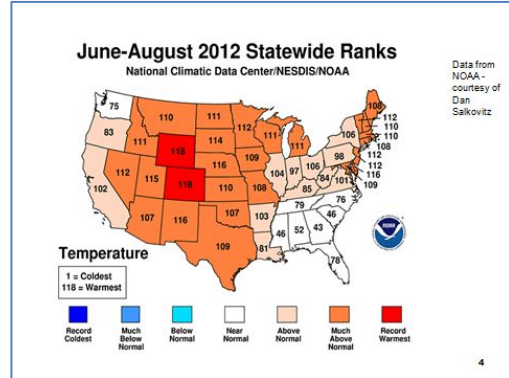 June-August 2012 Statewide Ranks
National Climatic Data Center/NESDIS/NOAA
Data from
NOAA -
courtesy of
Dan
Salkovitz
75
110
111
112
108
83
111
118
114
111
111
106
112
110
110
108
102
112
115
118
116
109
104
97
106
98
112
112
116
109
110
108
85
84
101
76
107
116
107
103
79
46
109
81
46
52
43
78
NOAA
Temperature
1 = Coldest
118 = Warmest
Record Coldest
Much Below Normal
Below Normal
Near Normal
Above Normal
Much Above Normal
Record Warmest
4